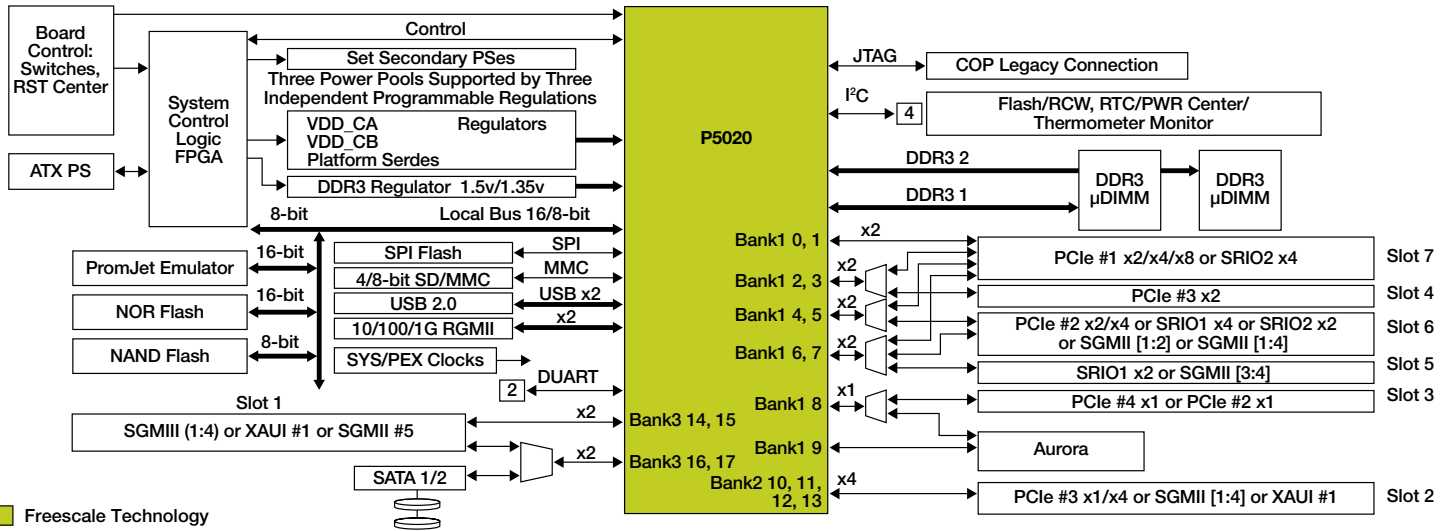 Board
Control:
Switches,
RST Center
ATX PS
System
Control
Logic
FPGA
Control
Set Secondary PSes
Three Power Pools Supported by Three
Independent Programmable Regulations
VDD_CA Regulators
VDD_CB
Platform Serdes
DDR3 Regulator 1.5v/1.35v
8-bit
Local Bus 16/8-bit
PromJet Emulator
16-bit
NOR Flash
16-bit
NAND Flash
8-bit
SPI Flash
SPI
4/8-bit SD/MMC
MMC
USB 2.0
USB x2
10/100/1G RGMII
x2
SYS/PEX Clocks
2
DUART
Slot 1
SGMIII (1:4) or XAUI #1 or SGMII #5
x2
SATA 1/2
x2
P5020
Bank3 14, 15
Bank3 16, 17
Bank1 0, 1
Bank1 2, 3
Bank1 4, 5
Bank1 6, 7
Bank1 8
Bank1 9
Bank2 10, 11,
12, 13
JTAG
COP Legacy Connection
I²C
4
Flash/RCW, RTC/PWR Center/
Thermometer Monitor
DDR3 2
DDR3 1
DDR3
µDIMM
DDR3
µDIMM
x2
PCIe #1 x2/x4/x8 or SRIO2 x4
Slot 7
x2
PCIe #3 x2
Slot 4
x2
PCIe #2 x2/x4 or SRIO1 x4 or SRIO2 x2
or SGMII [1:2] or SGMII [1:4]
Slot 6
x2
SRIO1 x2 or SGMII [3:4]
Slot 5
x1
PCIe #4 x1 or PCIe #2 x1
Slot 3
Aurora
x4
PCIe #3 x1/x4 or SGMII [1:4] or XAUI #1
Slot 2
Freescale Technology